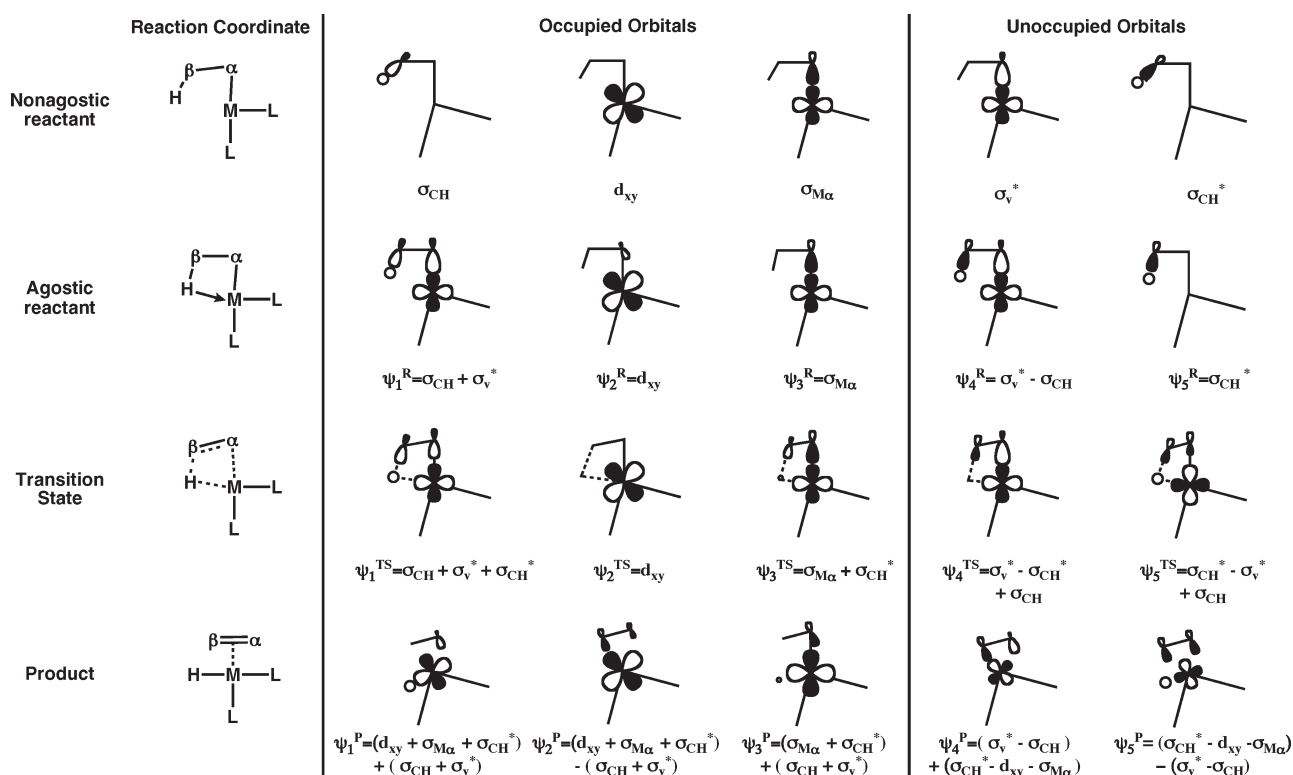 Reaction Coordinate
Occupied Orbitals
Unoccupied Orbitals
Nonagostic
reactant
β α
H
M L
L
σCH
dxy
σMα
σv*
σCH*
Agostic
reactant
β α
H M L
L
ψ1R=σCH + σv*
ψ2R=dxy
ψ3R=σMα
ψ4R= σv* - σCH
ψ5R=σCH*
Transition
State
β α
H M L
L
ψ1TS=σCH + σv* + σCH*
ψ2TS=dxy
ψ3TS=σMα + σCH*
ψ4TS=σv* - σCH*
+ σCH
ψ5TS=σCH* - σv*
+ σCH
Product
β α
H M L
L
ψ1P=(dxy + σMα + σCH*)
+ ( σCH + σv*)
ψ2P=(dxy + σMα + σCH*)
- ( σCH + σv*)
ψ3P=(σMα + σCH*)
+ ( σCH + σv*)
ψ4P=( σv* - σCH )
+ (σCH*- dxy - σMα)
ψ5P= (σCH* - dxy -σMα)
− (σv* -σCH)